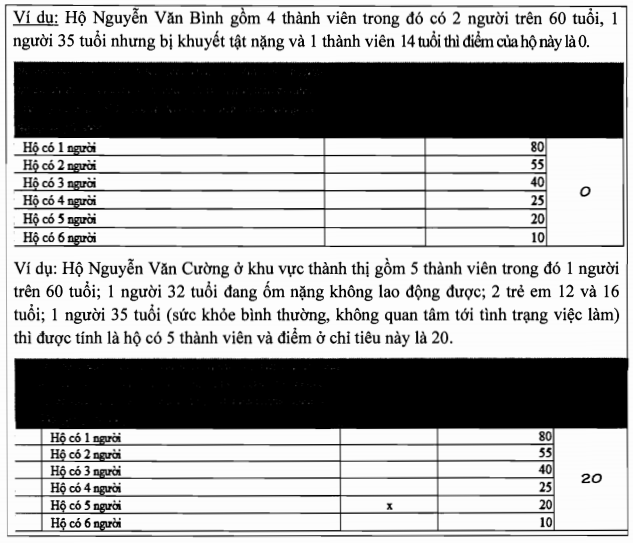 Ví dụ: Hộ Nguyễn Văn Bình gồm 4 thành viên trong đó có 2 người trên 60 tuổi, 1
người 35 tuổi nhưng bị khuyết tật nặng và 1 thành viên 14 tuổi thì điểm của hộ này là 0.
Hộ có 1 người 80
Hộ có 2 người 55
Hộ có 3 người 40
0
Hộ có 4 người 25
Hộ có 5 người 20
Hộ có 6 người 10
Ví dụ: Hộ Nguyễn Văn Cường ở khu vực thành thị gồm 5 thành viên trong đó 1 người
trên 60 tuổi; 1 người 32 tuổi đang ốm nặng không lao động được; 2 trẻ em 12 và 16
tuổi; 1 người 35 tuổi (sức khỏe bình thường, không quan tâm tới tình trạng việc làm)
thì được tính là hộ có 5 thành viên và điểm ở chỉ tiêu này là 20.
Hộ có 1 người 80
Hộ có 2 người 55
Hộ có 3 người 40
20
Hộ có 4 người 25
Hộ có 5 người x 20
Hộ có 6 người 10